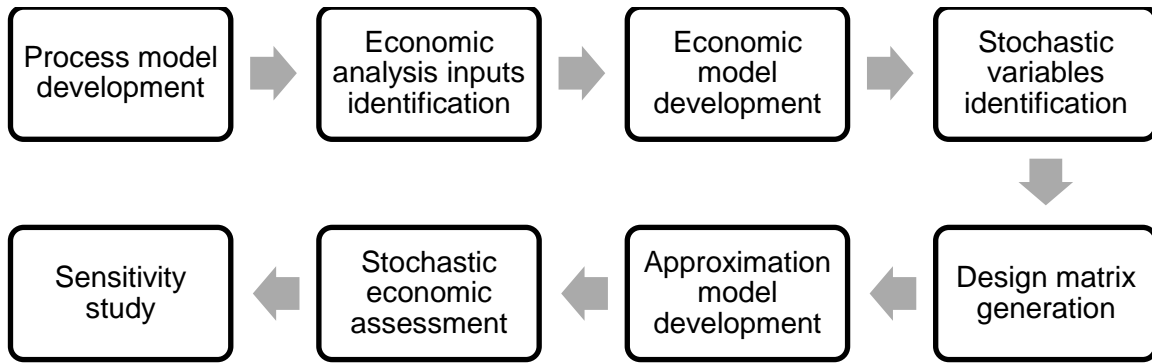 Process model
development
Economic
analysis inputs
identification
Economic
model
development
Stochastic
variables
identification
Design matrix
generation
Approximation
model
development
Stochastic
economic
assessment
Sensitivity
study